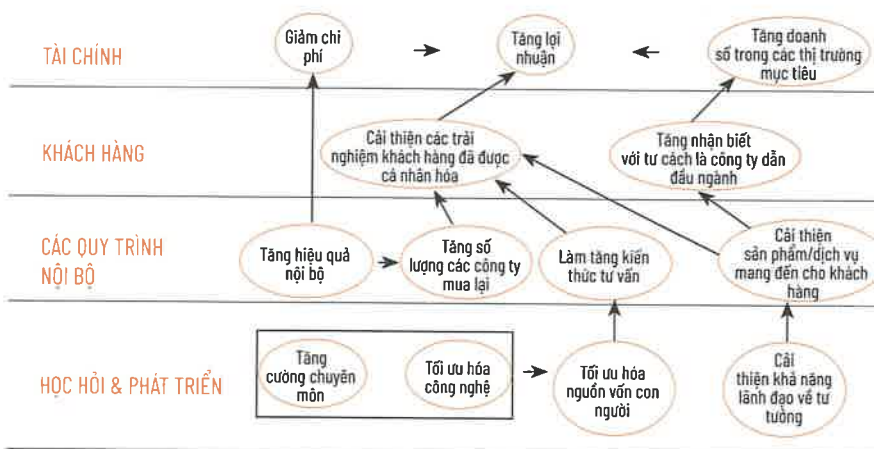 TÀI CHÍNH
Giảm chi
phí
Tăng lợi
nhuận
Tăng doanh
số trong các thị trường
mục tiêu
KHÁCH HÀNG
Cải thiện các trải
nghiệm khách hàng đã được
cá nhân hóa
Tăng nhận biết
với tư cách là công ty dẫn
đầu ngành
CÁC QUY TRÌNH
NỘI BỘ
Tăng hiệu quả
nội bộ
Tăng số
lượng các công ty
mua lại
Làm tăng kiến
thức tư vấn
Cải thiện
sản phẩm/dịch vụ
mang đến cho khách
hàng
HỌC HỎI & PHÁT TRIỂN
Tăng
cường chuyên
môn
Tối ưu hóa
công nghệ
Tối ưu hóa
nguồn vốn con
người
Cải
thiện khả năng
lãnh đạo về tư
tưởng